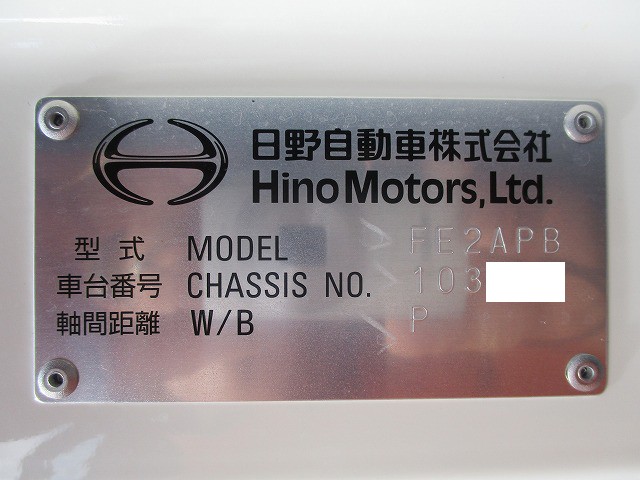 日野自動車株式会社
Hino Motors, Ltd.
型式 MODEL FE2APB
車台番号 CHASSIS NO. 103
軸間距離 W/B P